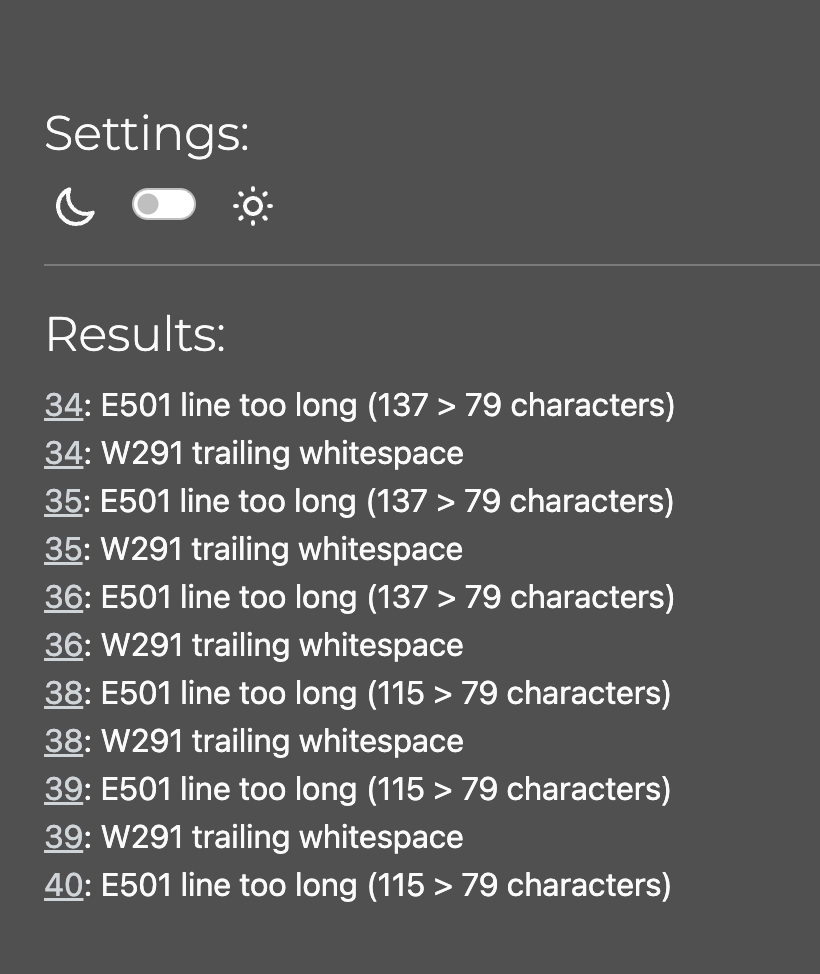 Settings:
Results:
34: E501 line too long (137 > 79 characters)
34: W291 trailing whitespace
35: E501 line too long (137 > 79 characters)
35: W291 trailing whitespace
36: E501 line too long (137 > 79 characters)
36: W291 trailing whitespace
38: E501 line too long (115 > 79 characters)
38: W291 trailing whitespace
39: E501 line too long (115 > 79 characters)
39: W291 trailing whitespace
40: E501 line too long (115 > 79 characters)